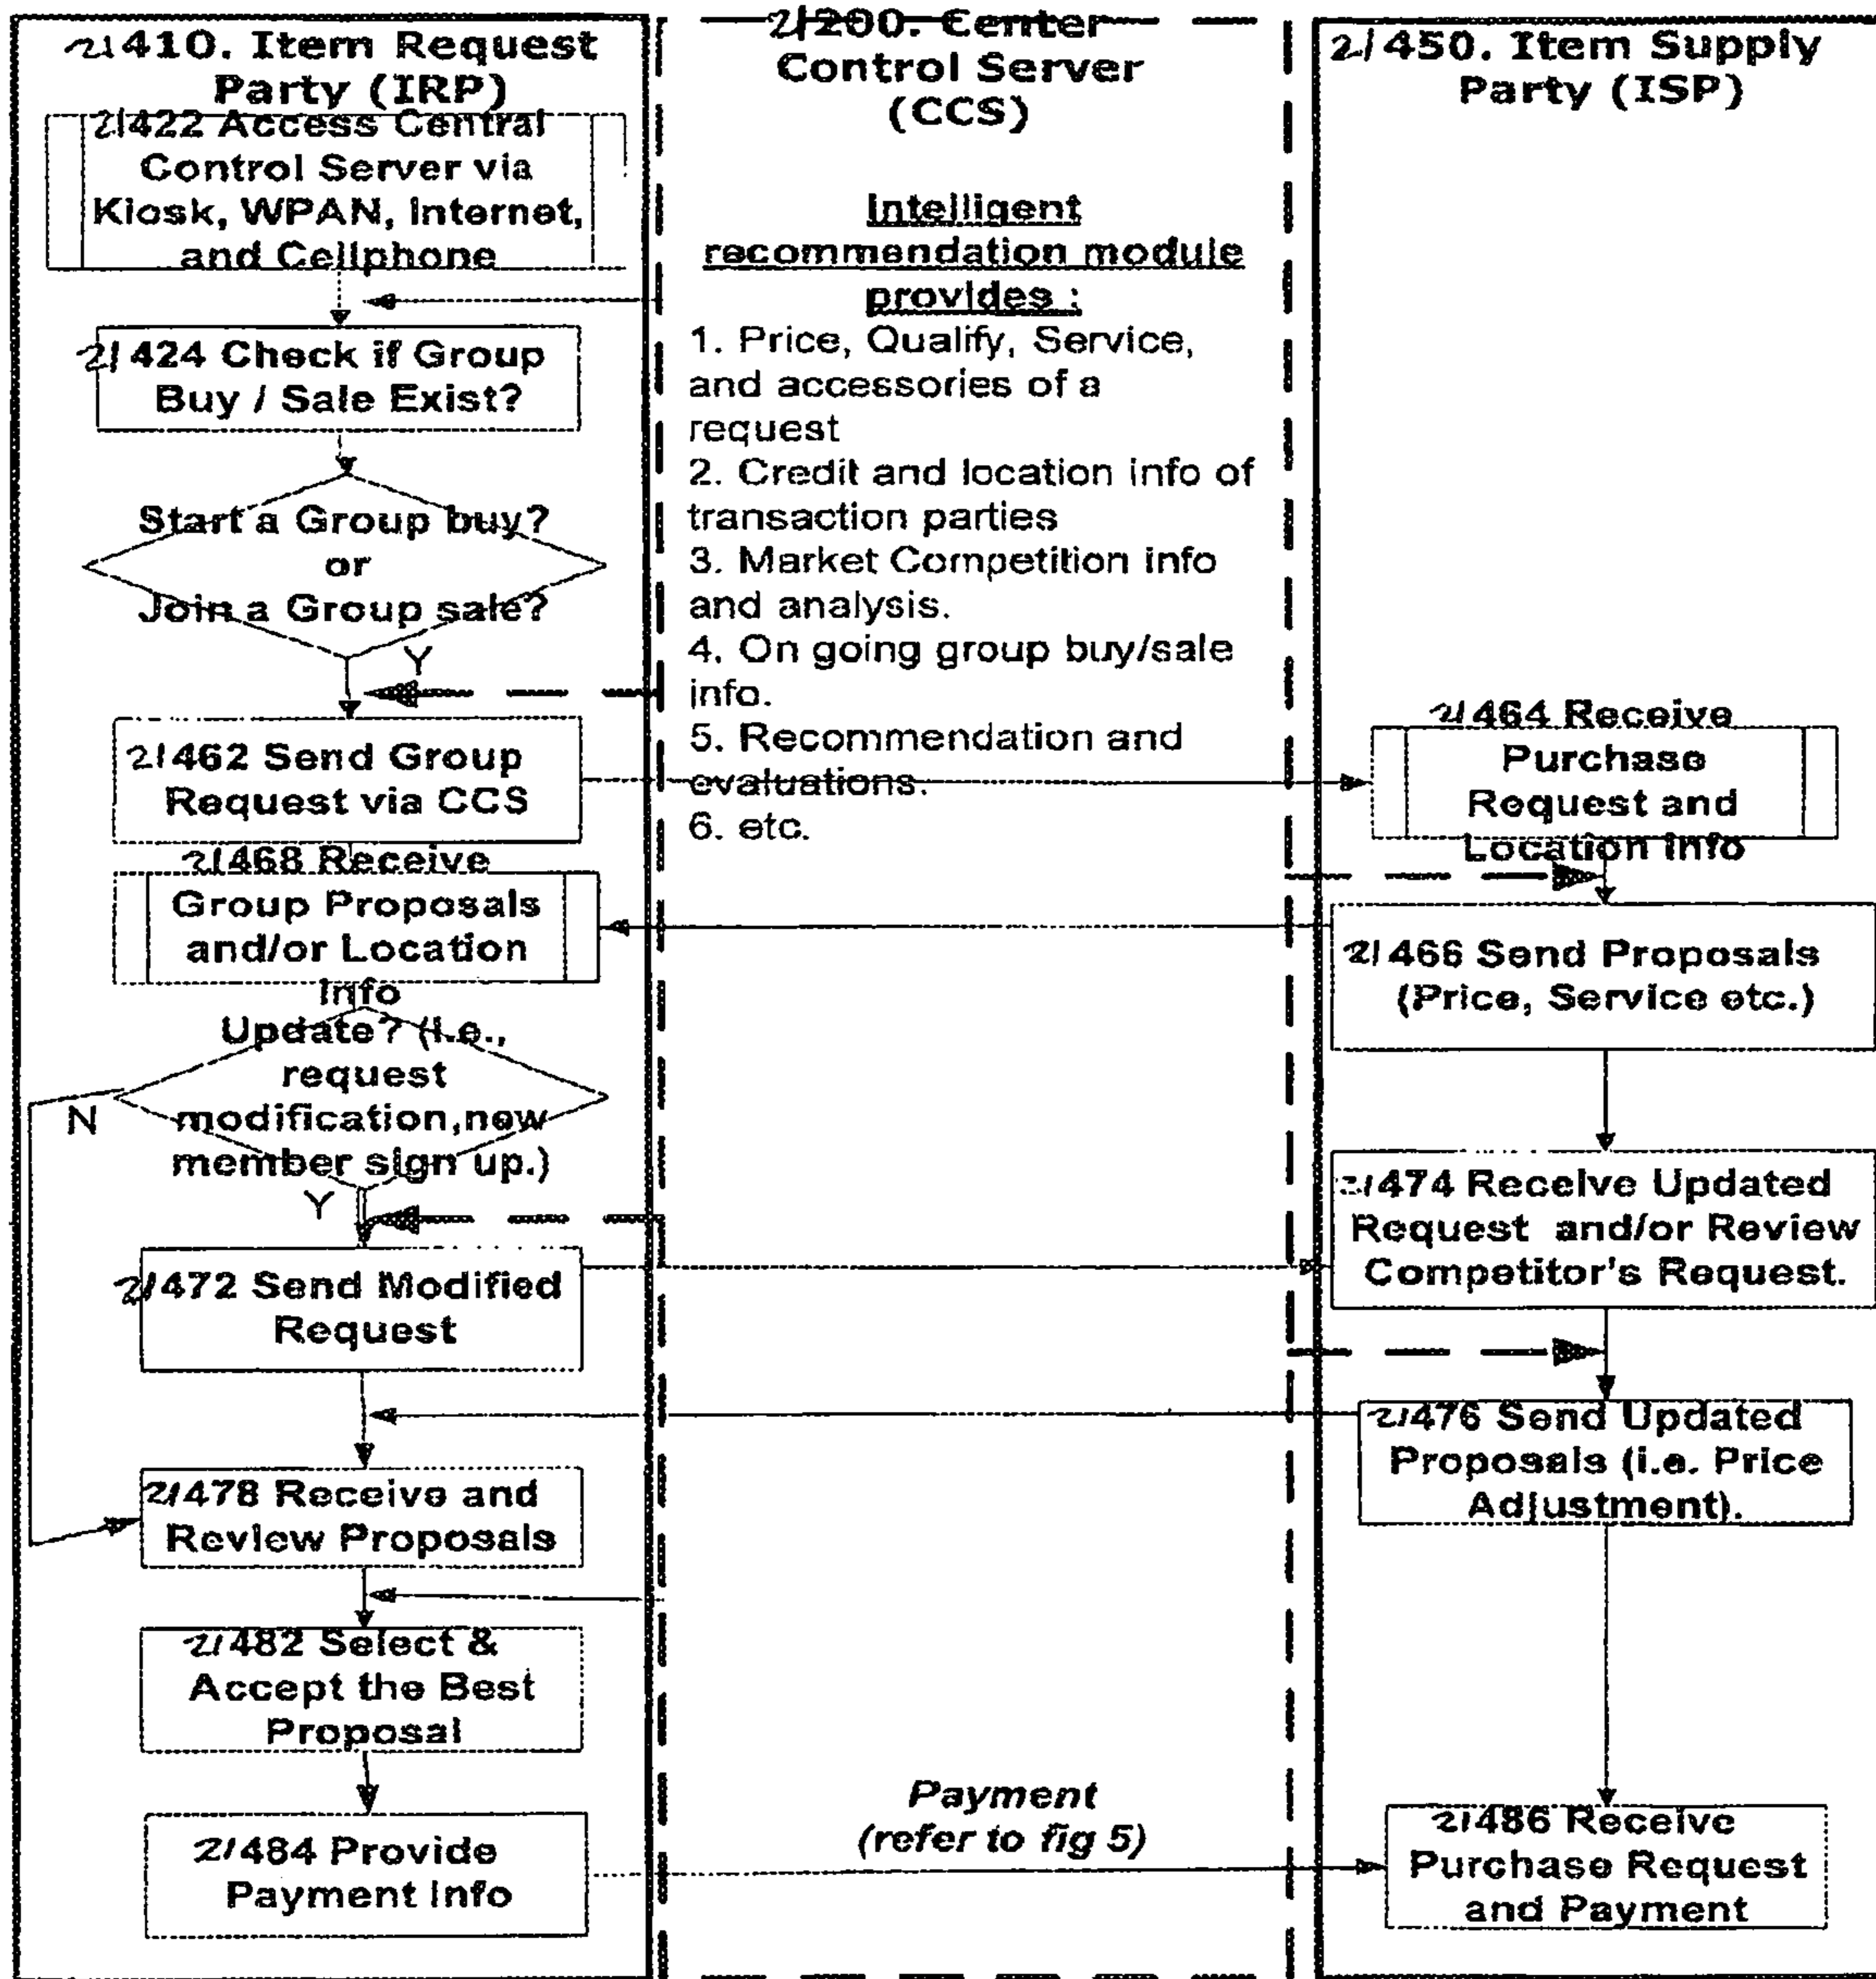 2/410. Item Request
Party (IRP)
2/422 Access Central
Control Server via
Kiosk, WPAN, Internet,
and Cellphone
2/424 Check if Group
Buy / Sale Exist?
Start a Group buy?
or
Join a Group sale?
Y
2/462 Send Group
Request via CCS
2/468 Receive
Group Proposals
and/or Location
Info
Update? (i.e.,
request
modification,new
member sign up.)
N
Y
2/472 Send Modified
Request
2/478 Receive and
Review Proposals
2/482 Select &
Accept the Best
Proposal
2/484 Provide
Payment Info
2/200. Center
Control Server
(CCS)
Intelligent
recommendation module
provides :
1. Price, Qualify, Service,
and accessories of a
request
2. Credit and location info of
transaction parties
3. Market Competition info
and analysis.
4. On going group buy/sale
info.
5. Recommendation and
evaluations.
6. etc.
Payment
(refer to fig 5)
2/450. Item Supply
Party (ISP)
2/464 Receive
Purchase
Request and
Location Info
2/466 Send Proposals
(Price, Service etc.)
2/474 Receive Updated
Request and/or Review
Competitor's Request.
2/476 Send Updated
Proposals (i.e. Price
Adjustment).
2/486 Receive
Purchase Request
and Payment